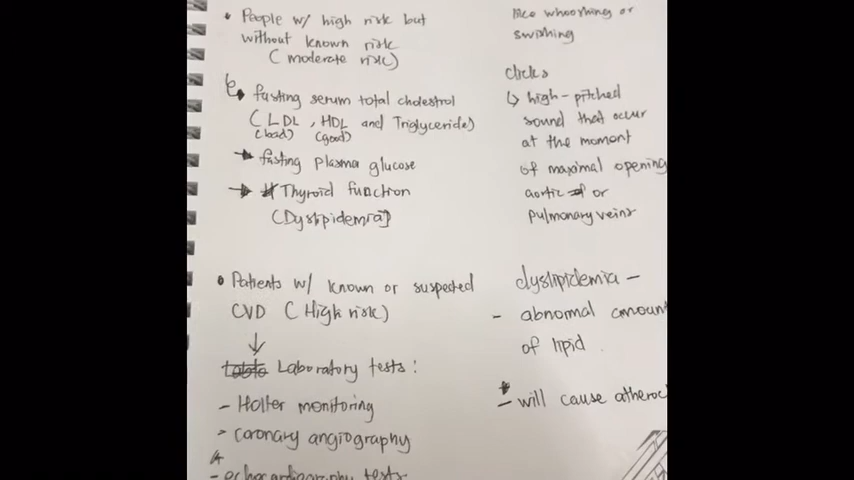 • People w/ high risk but
without known risk
( moderate risk)
fasting serum total cholestrol
( LDL , HDL and Triglyceride)
(bad) (good)
→ fasting Plasma glucose
→ Thyroid function
(Dyslipidemia)
• Patients w/ known or suspected
CVD ( High risk)
↓
Laboratory tests :
- Holter monitoring
- coronary angiography
- echocardiography tests
like whooshing or
swishing
clicks
↳ high-pitched
sound that occur
at the moment
of maximal opening
aortic or
pulmonary veins
dyslipidemia -
- abnormal amount
of lipid
- will cause atheroc